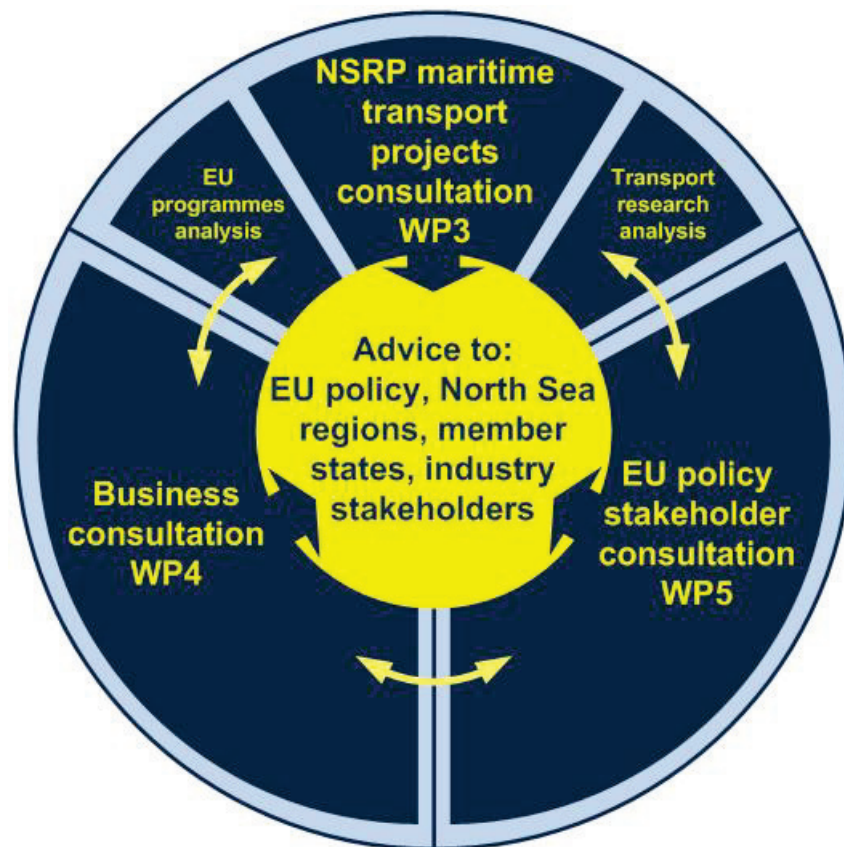 NSRP maritime
transport
projects
consultation
WP3
EU
programmes
analysis
Transport
research
analysis
Advice to:
EU policy, North Sea
regions, member
states, industry
stakeholders
Business
consultation
WP4
EU policy
stakeholder
consultation
WP5